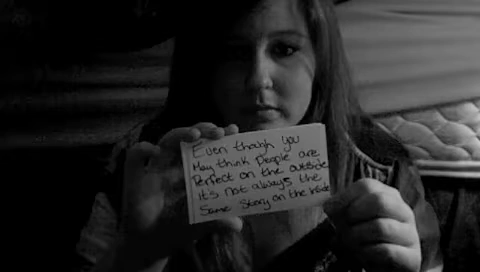 Even though you
May think People are
Perfect on the outside
it's not always the
Same Story on the inside